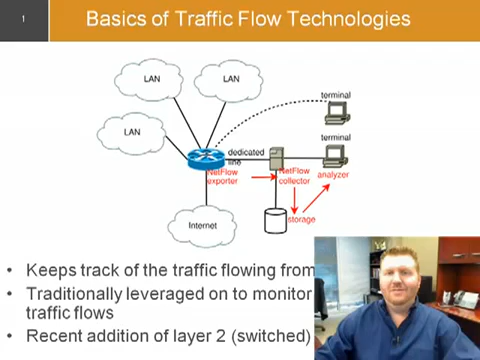 1
Basics of Traffic Flow Technologies
LAN
LAN
LAN
terminal
terminal
dedicated
line
NetFlow
exporter
NetFlow
collector
analyzer
storage
Internet
• Keeps track of the traffic flowing from
• Traditionally leveraged on to monitor
traffic flows
• Recent addition of layer 2 (switched)